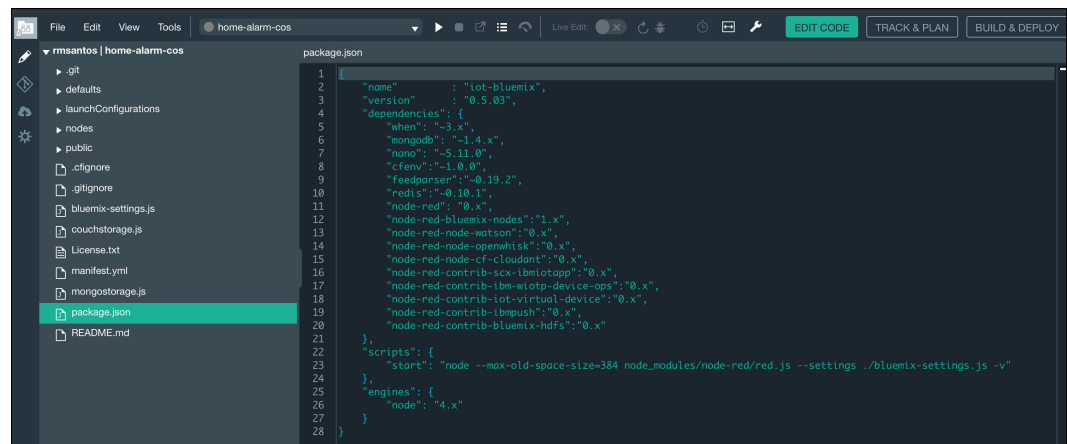 File Edit View Tools home-alarm-cos Live Edit: EDIT CODE TRACK & PLAN BUILD & DEPLOY
rmsantos | home-alarm-cos
.git
defaults
launchConfigurations
nodes
public
.cfignore
.gitignore
bluemix-settings.js
couchstorage.js
License.txt
manifest.yml
mongostorage.js
package.json
README.md
package.json
1 {
2 "name" : "iot-bluemix",
3 "version" : "0.5.03",
4 "dependencies": {
5 "when": "~3.x",
6 "mongodb": "~1.4.x",
7 "nano": "~5.11.0",
8 "cfenv":"~1.0.0",
9 "feedparser":"~0.19.2",
10 "redis":"~0.10.1",
11 "node-red": "0.x",
12 "node-red-bluemix-nodes":"1.x",
13 "node-red-node-watson":"0.x",
14 "node-red-node-openwhisk":"0.x",
15 "node-red-node-cf-cloudant":"0.x",
16 "node-red-contrib-scx-ibmiotapp":"0.x",
17 "node-red-contrib-ibm-wiotp-device-ops":"0.x",
18 "node-red-contrib-iot-virtual-device":"0.x",
19 "node-red-contrib-ibmpush":"0.x",
20 "node-red-contrib-bluemix-hdfs":"0.x"
21 },
22 "scripts": {
23 "start": "node --max-old-space-size=384 node_modules/node-red/red.js --settings ./bluemix-settings.js -v"
24 },
25 "engines": {
26 "node": "4.x"
27 }
28 }